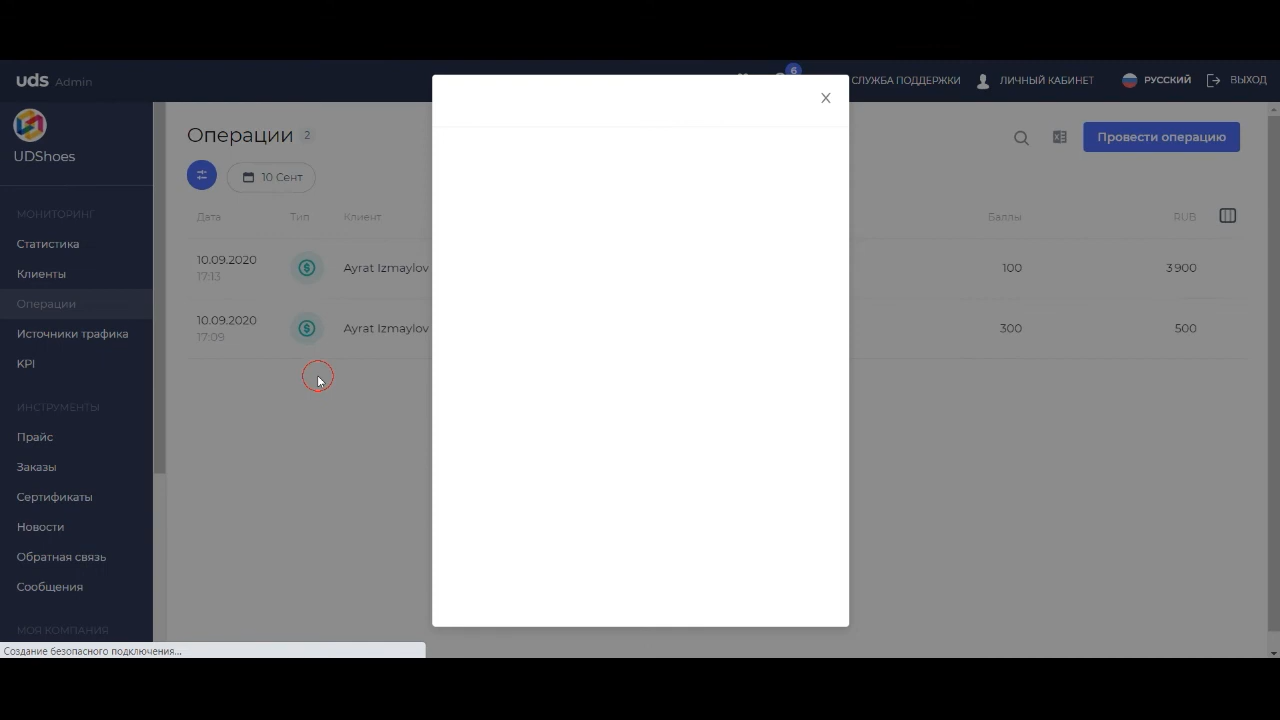 uds Admin
6
СЛУЖБА ПОДДЕРЖКИ
ЛИЧНЫЙ КАБИНЕТ
РУССКИЙ
ВЫХОД
UDShoes
МОНИТОРИНГ
Статистика
Клиенты
Операции
Источники трафика
KPI
ИНСТРУМЕНТЫ
Прайс
Заказы
Сертификаты
Новости
Обратная связь
Сообщения
МОЯ КОМПАНИЯ
Операции 2
Провести операцию
10 Сент
Дата Тип Клиент Баллы RUB
10.09.2020 Ayrat Izmaylov 100 3 900
17:13
10.09.2020 Ayrat Izmaylov 300 500
17:09
Создание безопасного подключения...